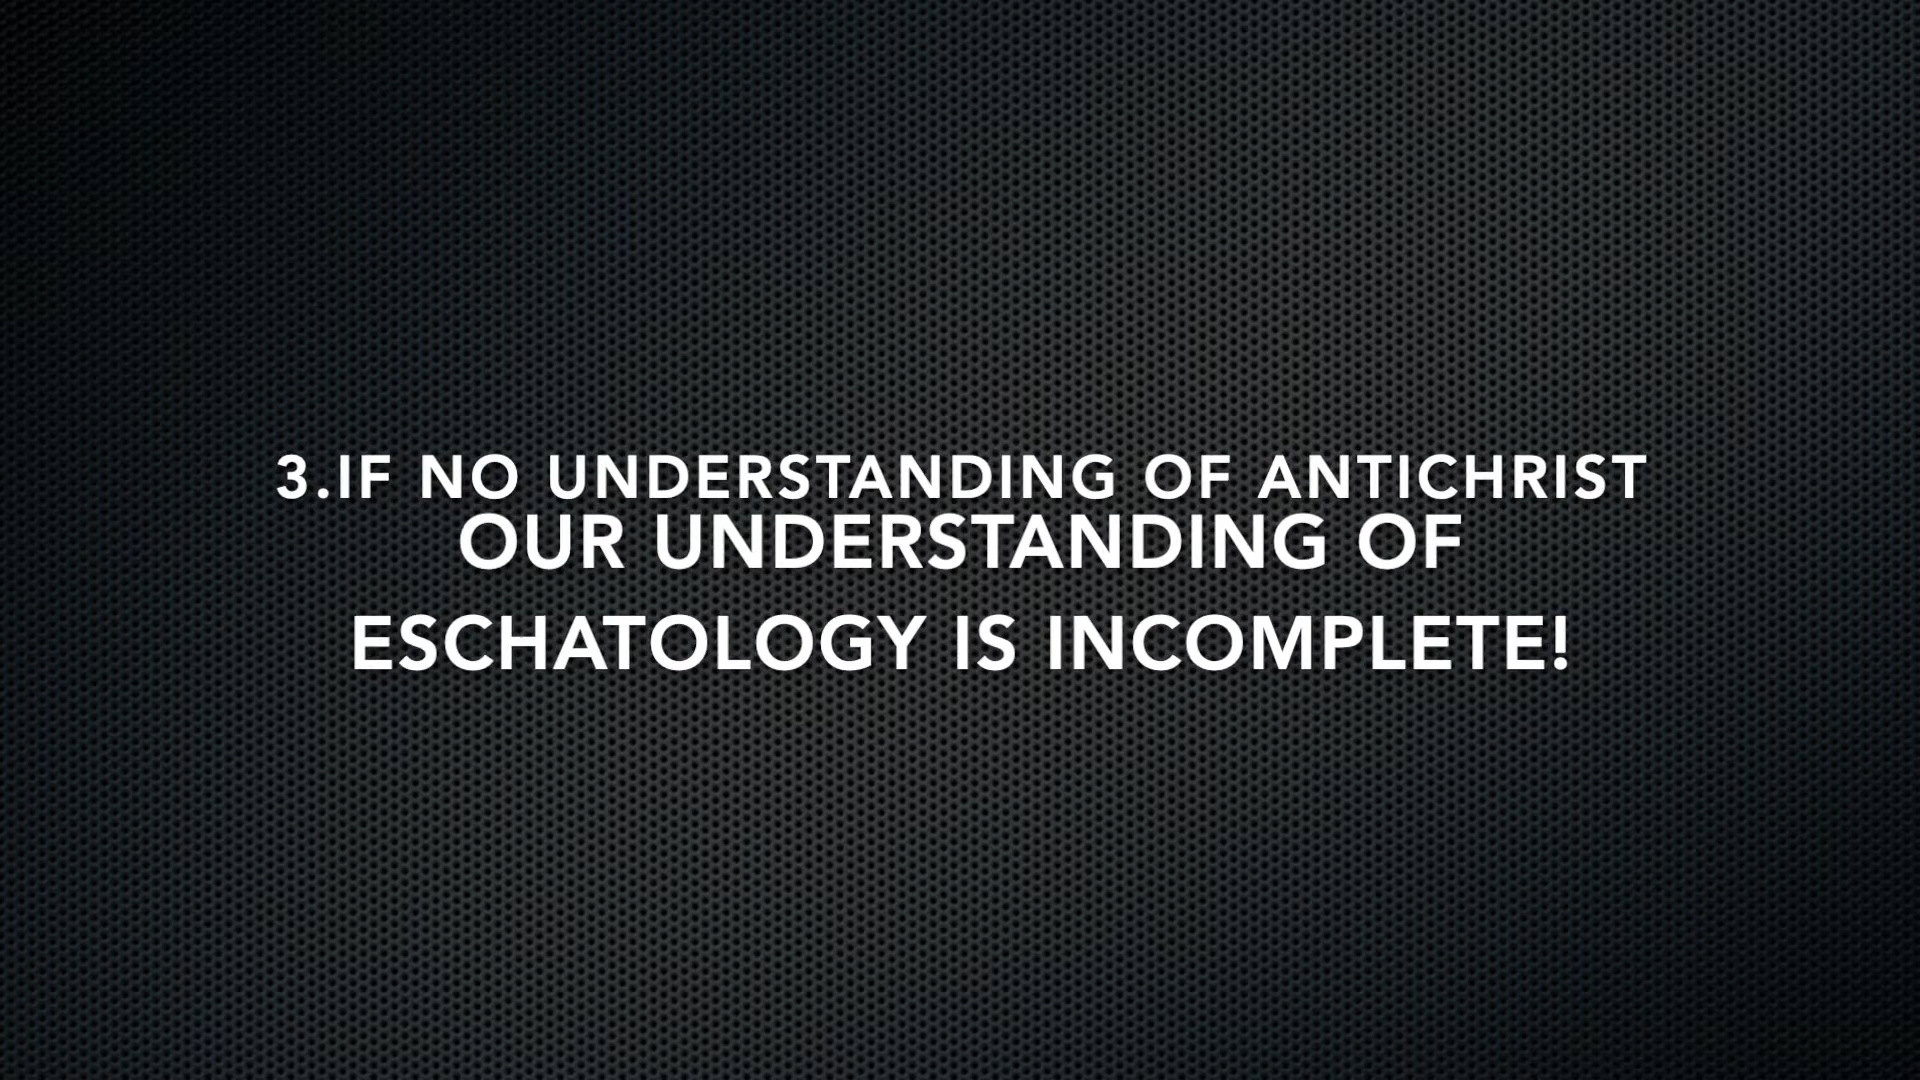 3.IF NO UNDERSTANDING OF ANTICHRIST
OUR UNDERSTANDING OF
ESCHATOLOGY IS INCOMPLETE!